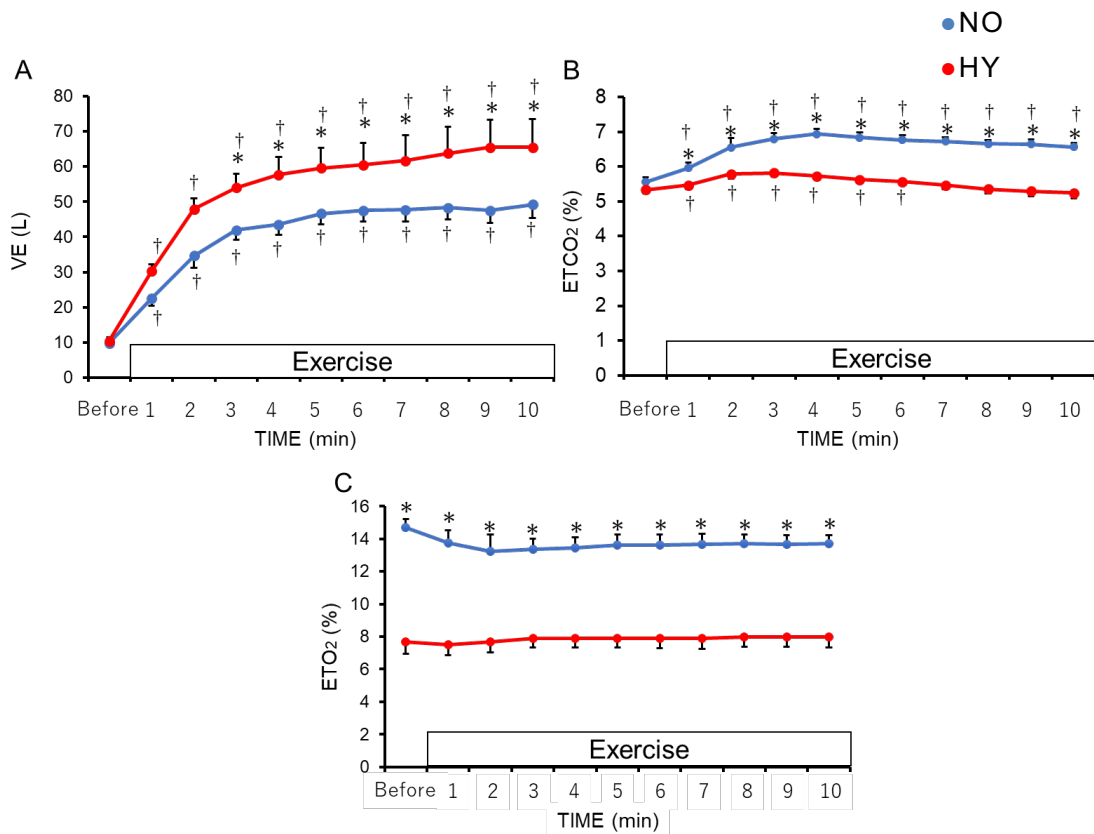 NO
HY
A
† † † † † † † †
* * * * * * * *
† †
† † † † † † † † † †
80
70
60
50
40
30
20
10
0
VE (L)
Exercise
Before 1 2 3 4 5 6 7 8 9 10
TIME (min)
B
† † † † † † † † † †
* * * * * * * * * *
† † † † † †
8
7
6
5
4
3
2
1
0
ETCO2 (%)
Exercise
Before 1 2 3 4 5 6 7 8 9 10
TIME (min)
C
* * * * * * * * * * *
16
14
12
10
8
6
4
2
0
ETO2 (%)
Exercise
Before 1 2 3 4 5 6 7 8 9 10
TIME (min)